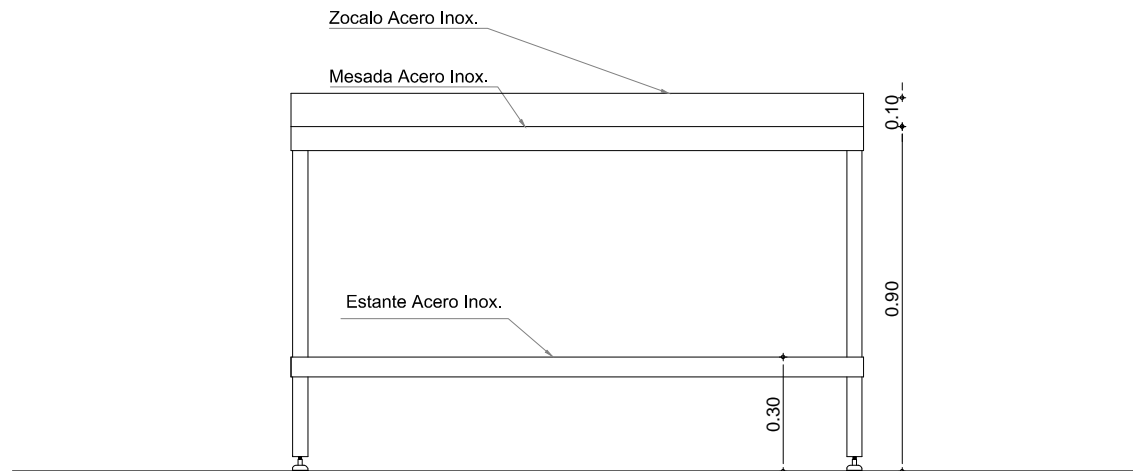 Zocalo Acero Inox.
Mesada Acero Inox.
0.10
Estante Acero Inox.
0.90
0.30